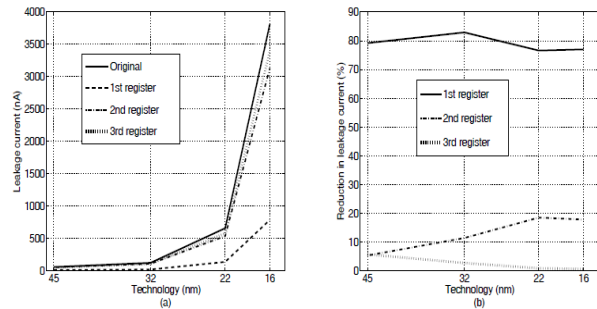 4000
3500
3000
2500
2000
1500
1000
500
0
Leakage current (nA)
Original
1st register
2nd register
3rd register
45
32
22
16
Technology (nm)
(a)
90
80
70
60
50
40
30
20
10
0
Reduction in leakage current (%)
1st register
2nd register
3rd register
45
32
22
16
Technology (nm)
(b)